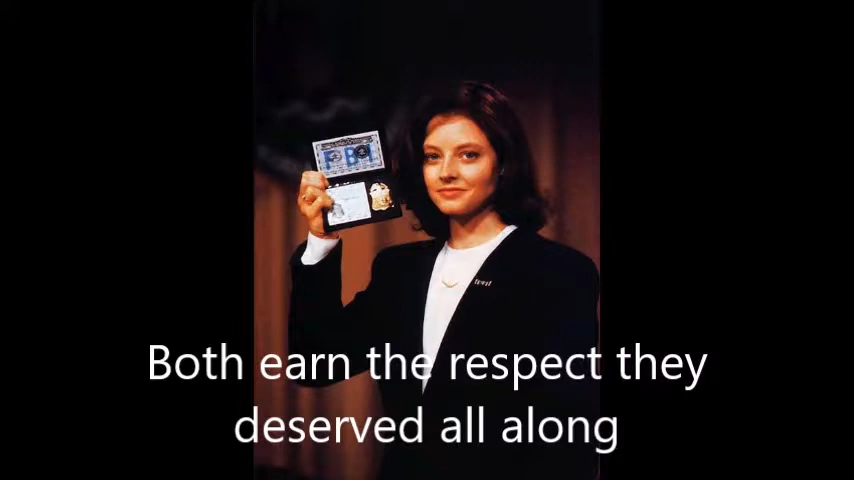 FBI
Both earn the respect they
deserved all along